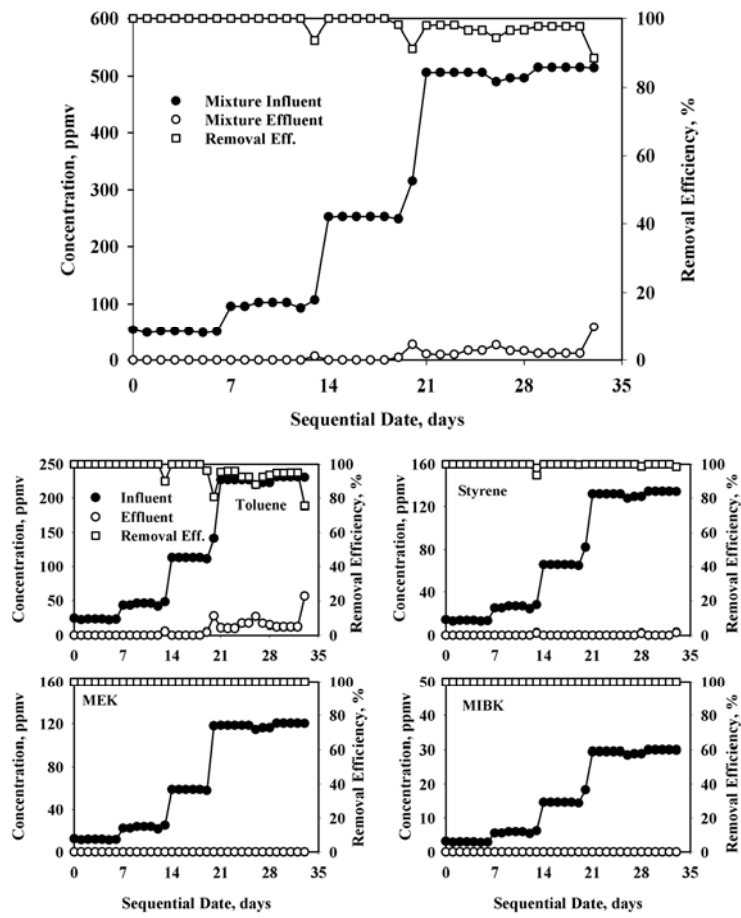 600
500
400
300
200
100
0
Concentration, ppmv
Mixture Influent
Mixture Effluent
Removal Eff.
100
80
60
40
20
0
Removal Efficiency, %
0 7 14 21 28 35
Sequential Date, days
250
200
150
100
50
0
Concentration, ppmv
Influent
Effluent
Removal Eff.
Toluene
100
80
60
40
20
0
Removal Efficiency, %
0 7 14 21 28 35
160
120
80
40
0
Concentration, ppmv
Styrene
100
80
60
40
20
0
Removal Efficiency, %
0 7 14 21 28 35
160
120
80
40
0
Concentration, ppmv
MEK
100
80
60
40
20
0
Removal Efficiency, %
0 7 14 21 28 35
Sequential Date, days
50
40
30
20
10
0
Concentration, ppmv
MIBK
100
80
60
40
20
0
Removal Efficiency, %
0 7 14 21 28 35
Sequential Date, days